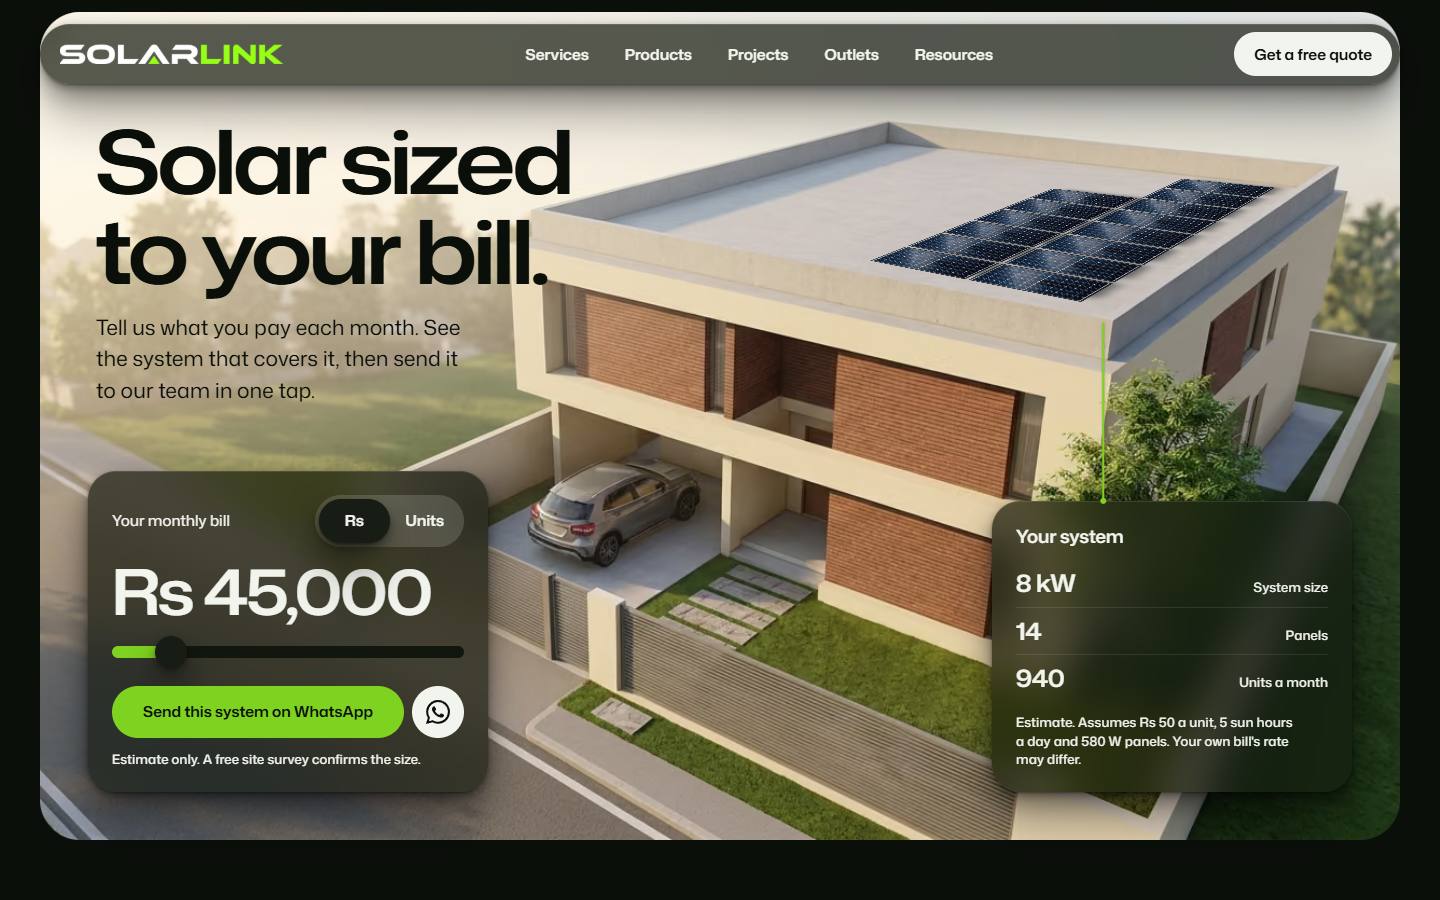 SOLARLINK
Services
Products
Projects
Outlets
Resources
Get a free quote
Solar sized
to your bill.
Tell us what you pay each month. See
the system that covers it, then send it
to our team in one tap.
Your monthly bill
Rs
Units
Rs 45,000
Send this system on WhatsApp
Estimate only. A free site survey confirms the size.
Your system
8 kW
System size
14
Panels
940
Units a month
Estimate. Assumes Rs 50 a unit, 5 sun hours
a day and 580 W panels. Your own bill's rate
may differ.